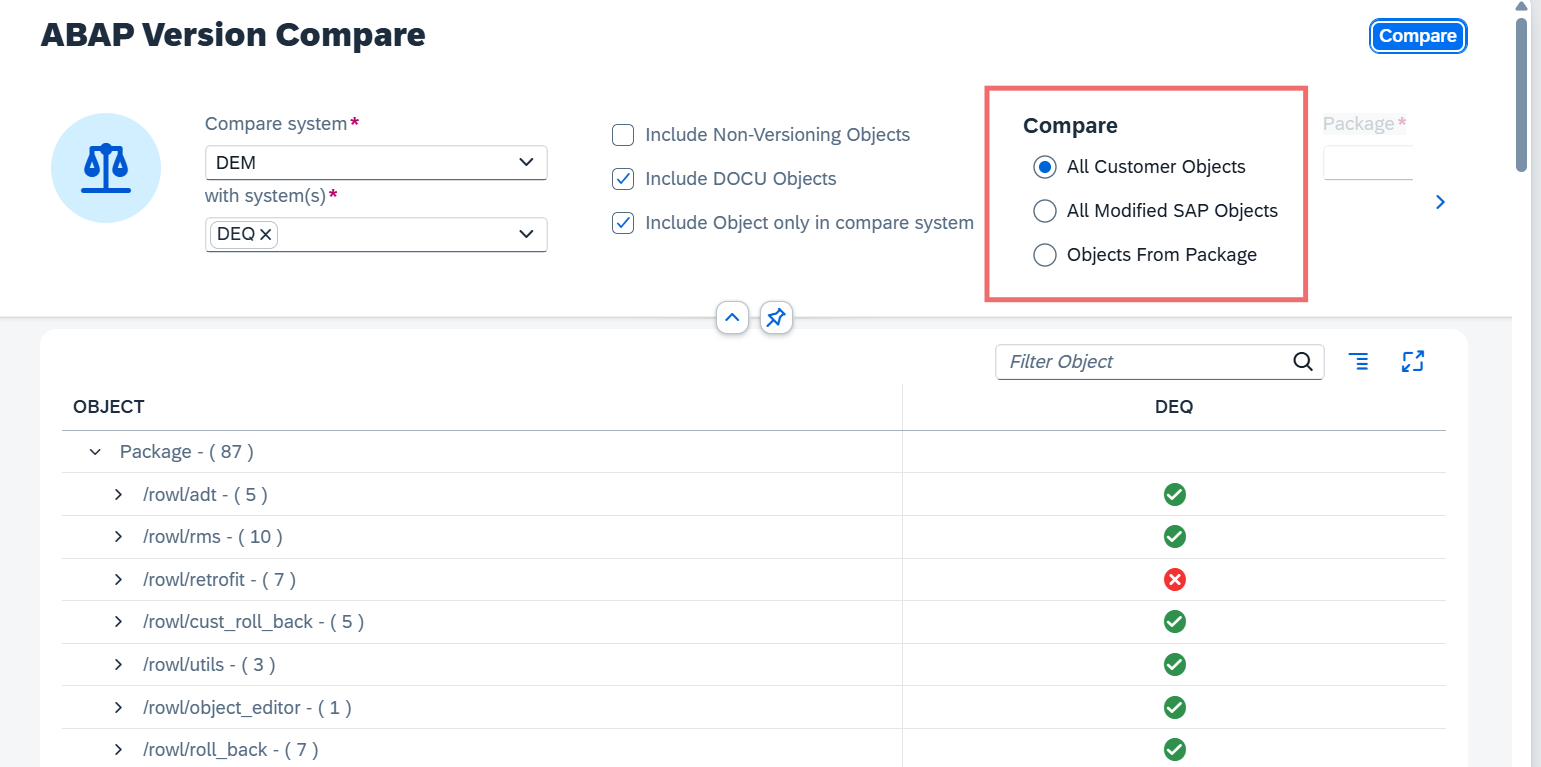 ABAP Version Compare
Compare
Compare system*
DEM
with system(s)*
DEQ
Include Non-Versioning Objects
Include DOCU Objects
Include Object only in compare system
Compare
All Customer Objects
All Modified SAP Objects
Objects From Package
Package*
Filter Object
OBJECT DEQ
Package - ( 87 )
/rowl/adt - ( 5 )
/rowl/rms - ( 10 )
/rowl/retrofit - ( 7 )
/rowl/cust_roll_back - ( 5 )
/rowl/utils - ( 3 )
/rowl/object_editor - ( 1 )
/rowl/roll_back - ( 7 )